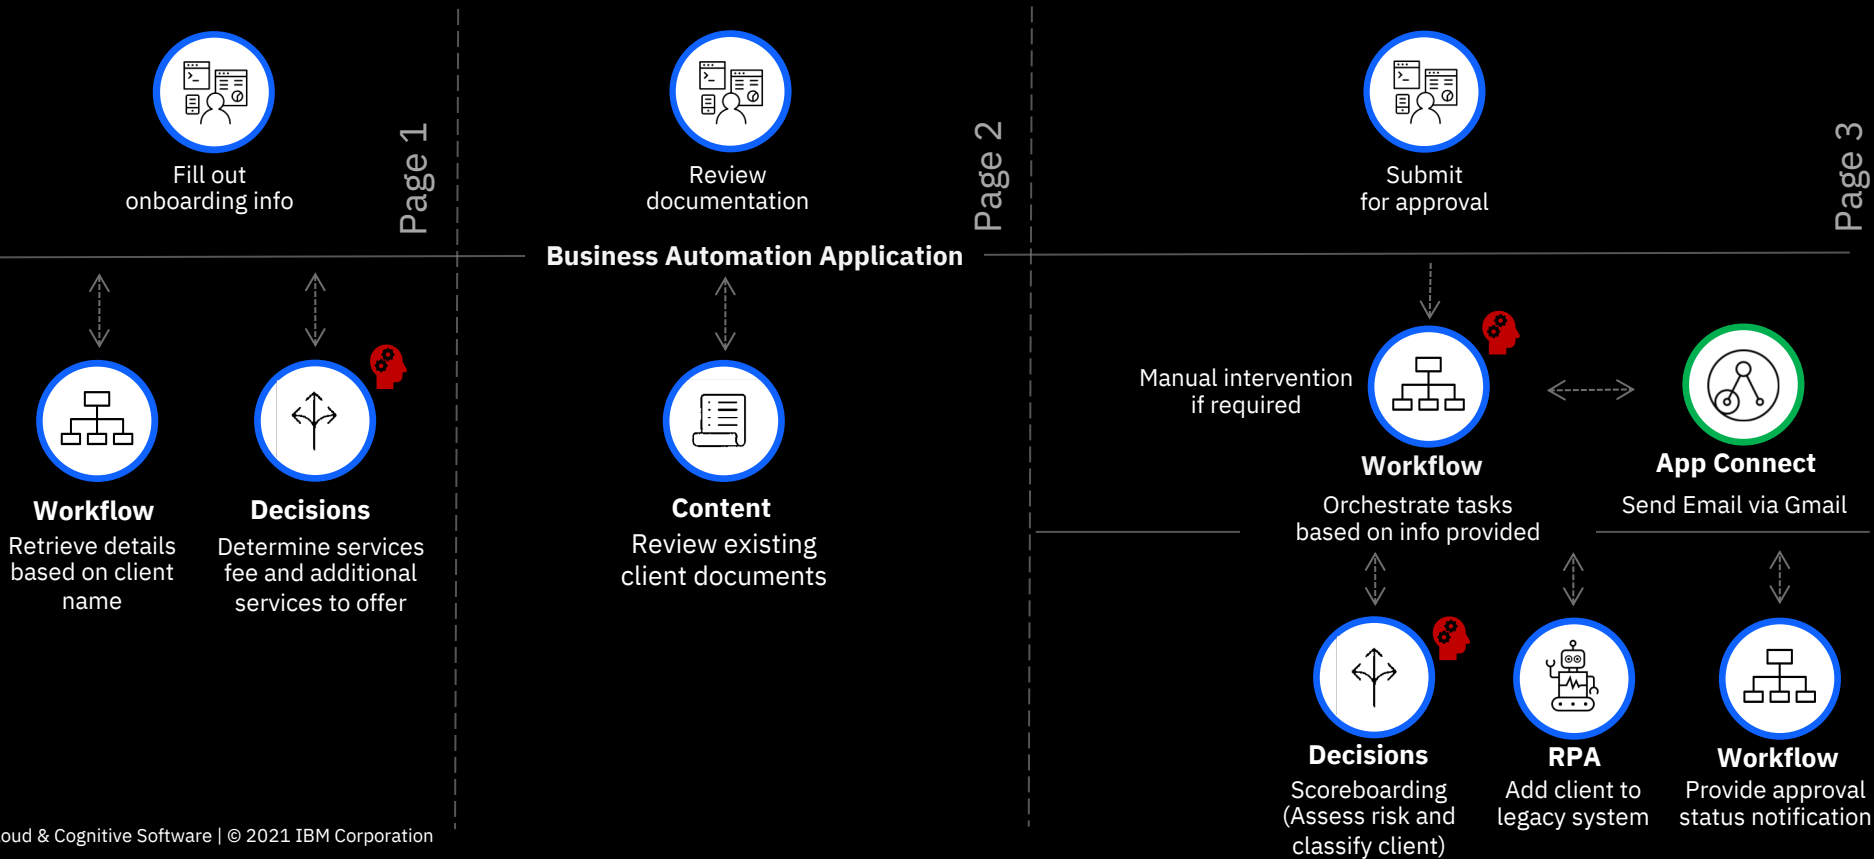 Fill out
onboarding info
Page 1
Review
documentation
Page 2
Submit
for approval
Page 3
Business Automation Application
Workflow
Retrieve details
based on client
name
Decisions
Determine services
fee and additional
services to offer
Content
Review existing
client documents
Manual intervention
if required
Workflow
Orchestrate tasks
based on info provided
App Connect
Send Email via Gmail
Decisions
Scoreboarding
(Assess risk and
classify client)
RPA
Add client to
legacy system
Workflow
Provide approval
status notification
& Cognitive Software | © 2021 IBM Corporation